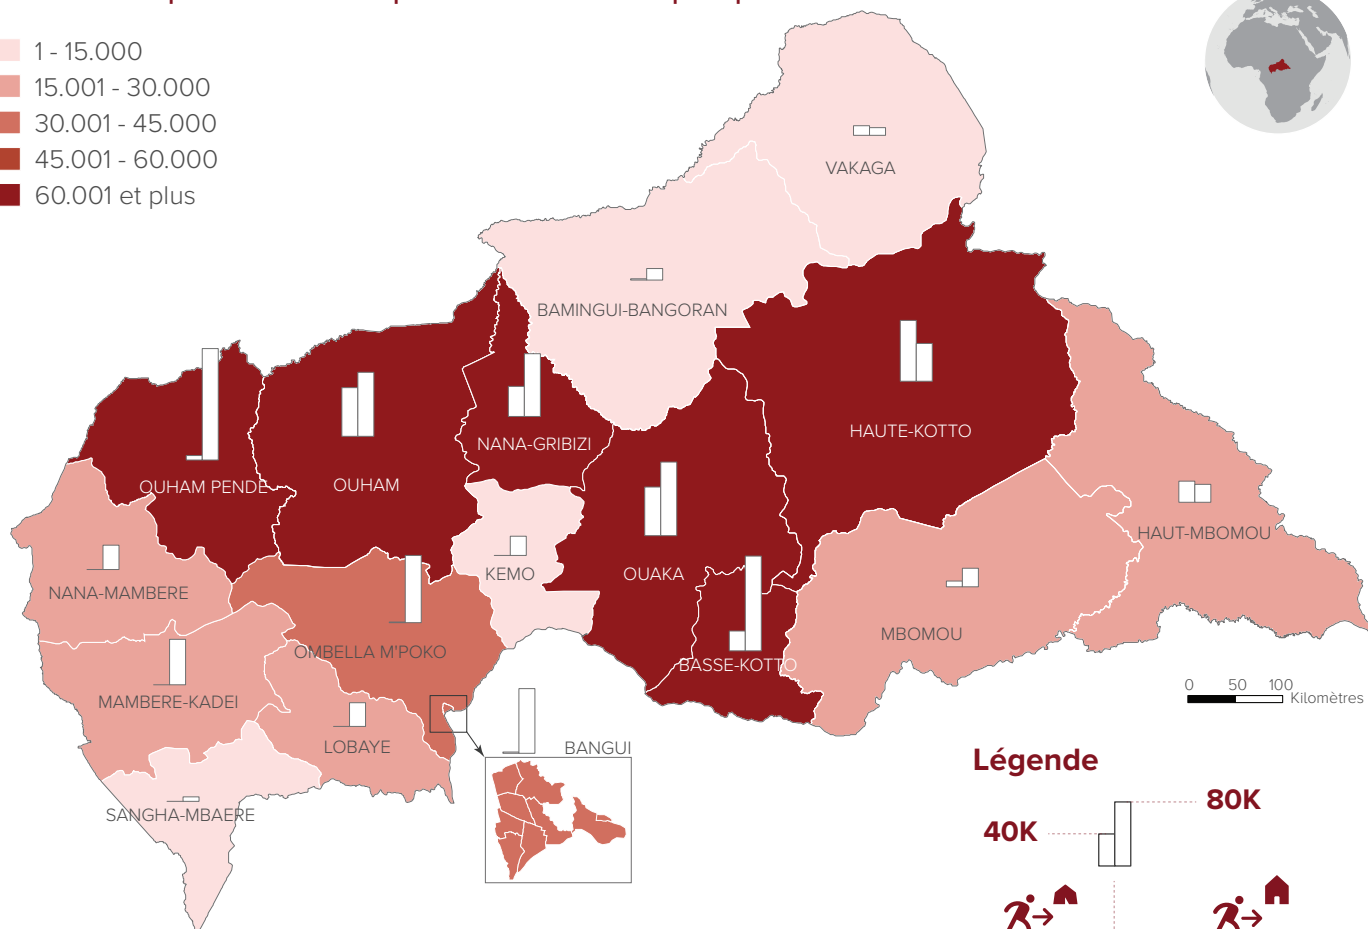 1 - 15.000
15.001 - 30.000
30.001 - 45.000
45.001 - 60.000
60.001 et plus
VAKAGA
BAMINGUI-BANGORAN
HAUTE-KOTTO
NANA-GRIBIZI
OUHAM PENDE
OUHAM
HAUT-MBOMOU
OUAKA
KEMO
NANA-MAMBERE
MBOMOU
OMBELLA M'POKO
BASSE-KOTTO
0 50 100
Kilomètres
MAMBERE-KADEI
LOBAYE
BANGUI
SANGHA-MBAERE
Légende
80K
40K